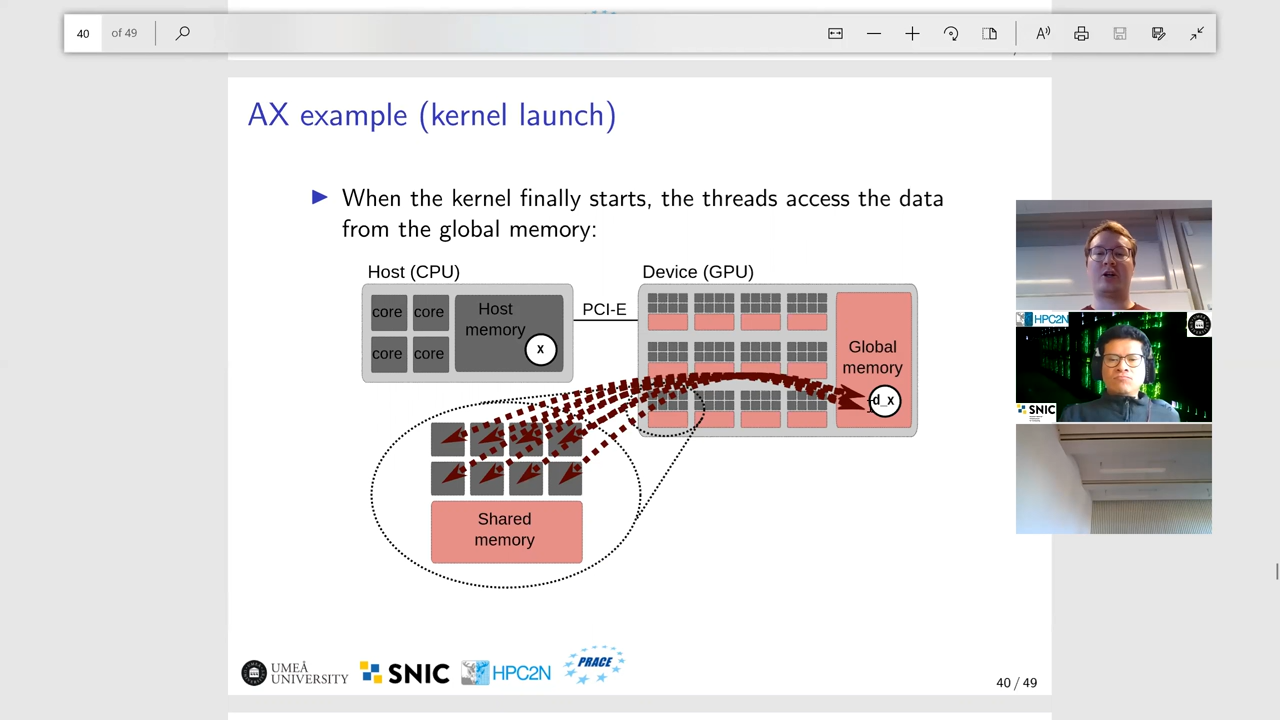 40 of 49
AX example (kernel launch)
When the kernel finally starts, the threads access the data
from the global memory:
Host (CPU)
Device (GPU)
core core
core core
Host
memory
x
PCI-E
Global
memory
d_x
Shared
memory
UMEÅ
UNIVERSITY
SNIC
HPC2N
PRACE
40 / 49
HPC2N
SNIC